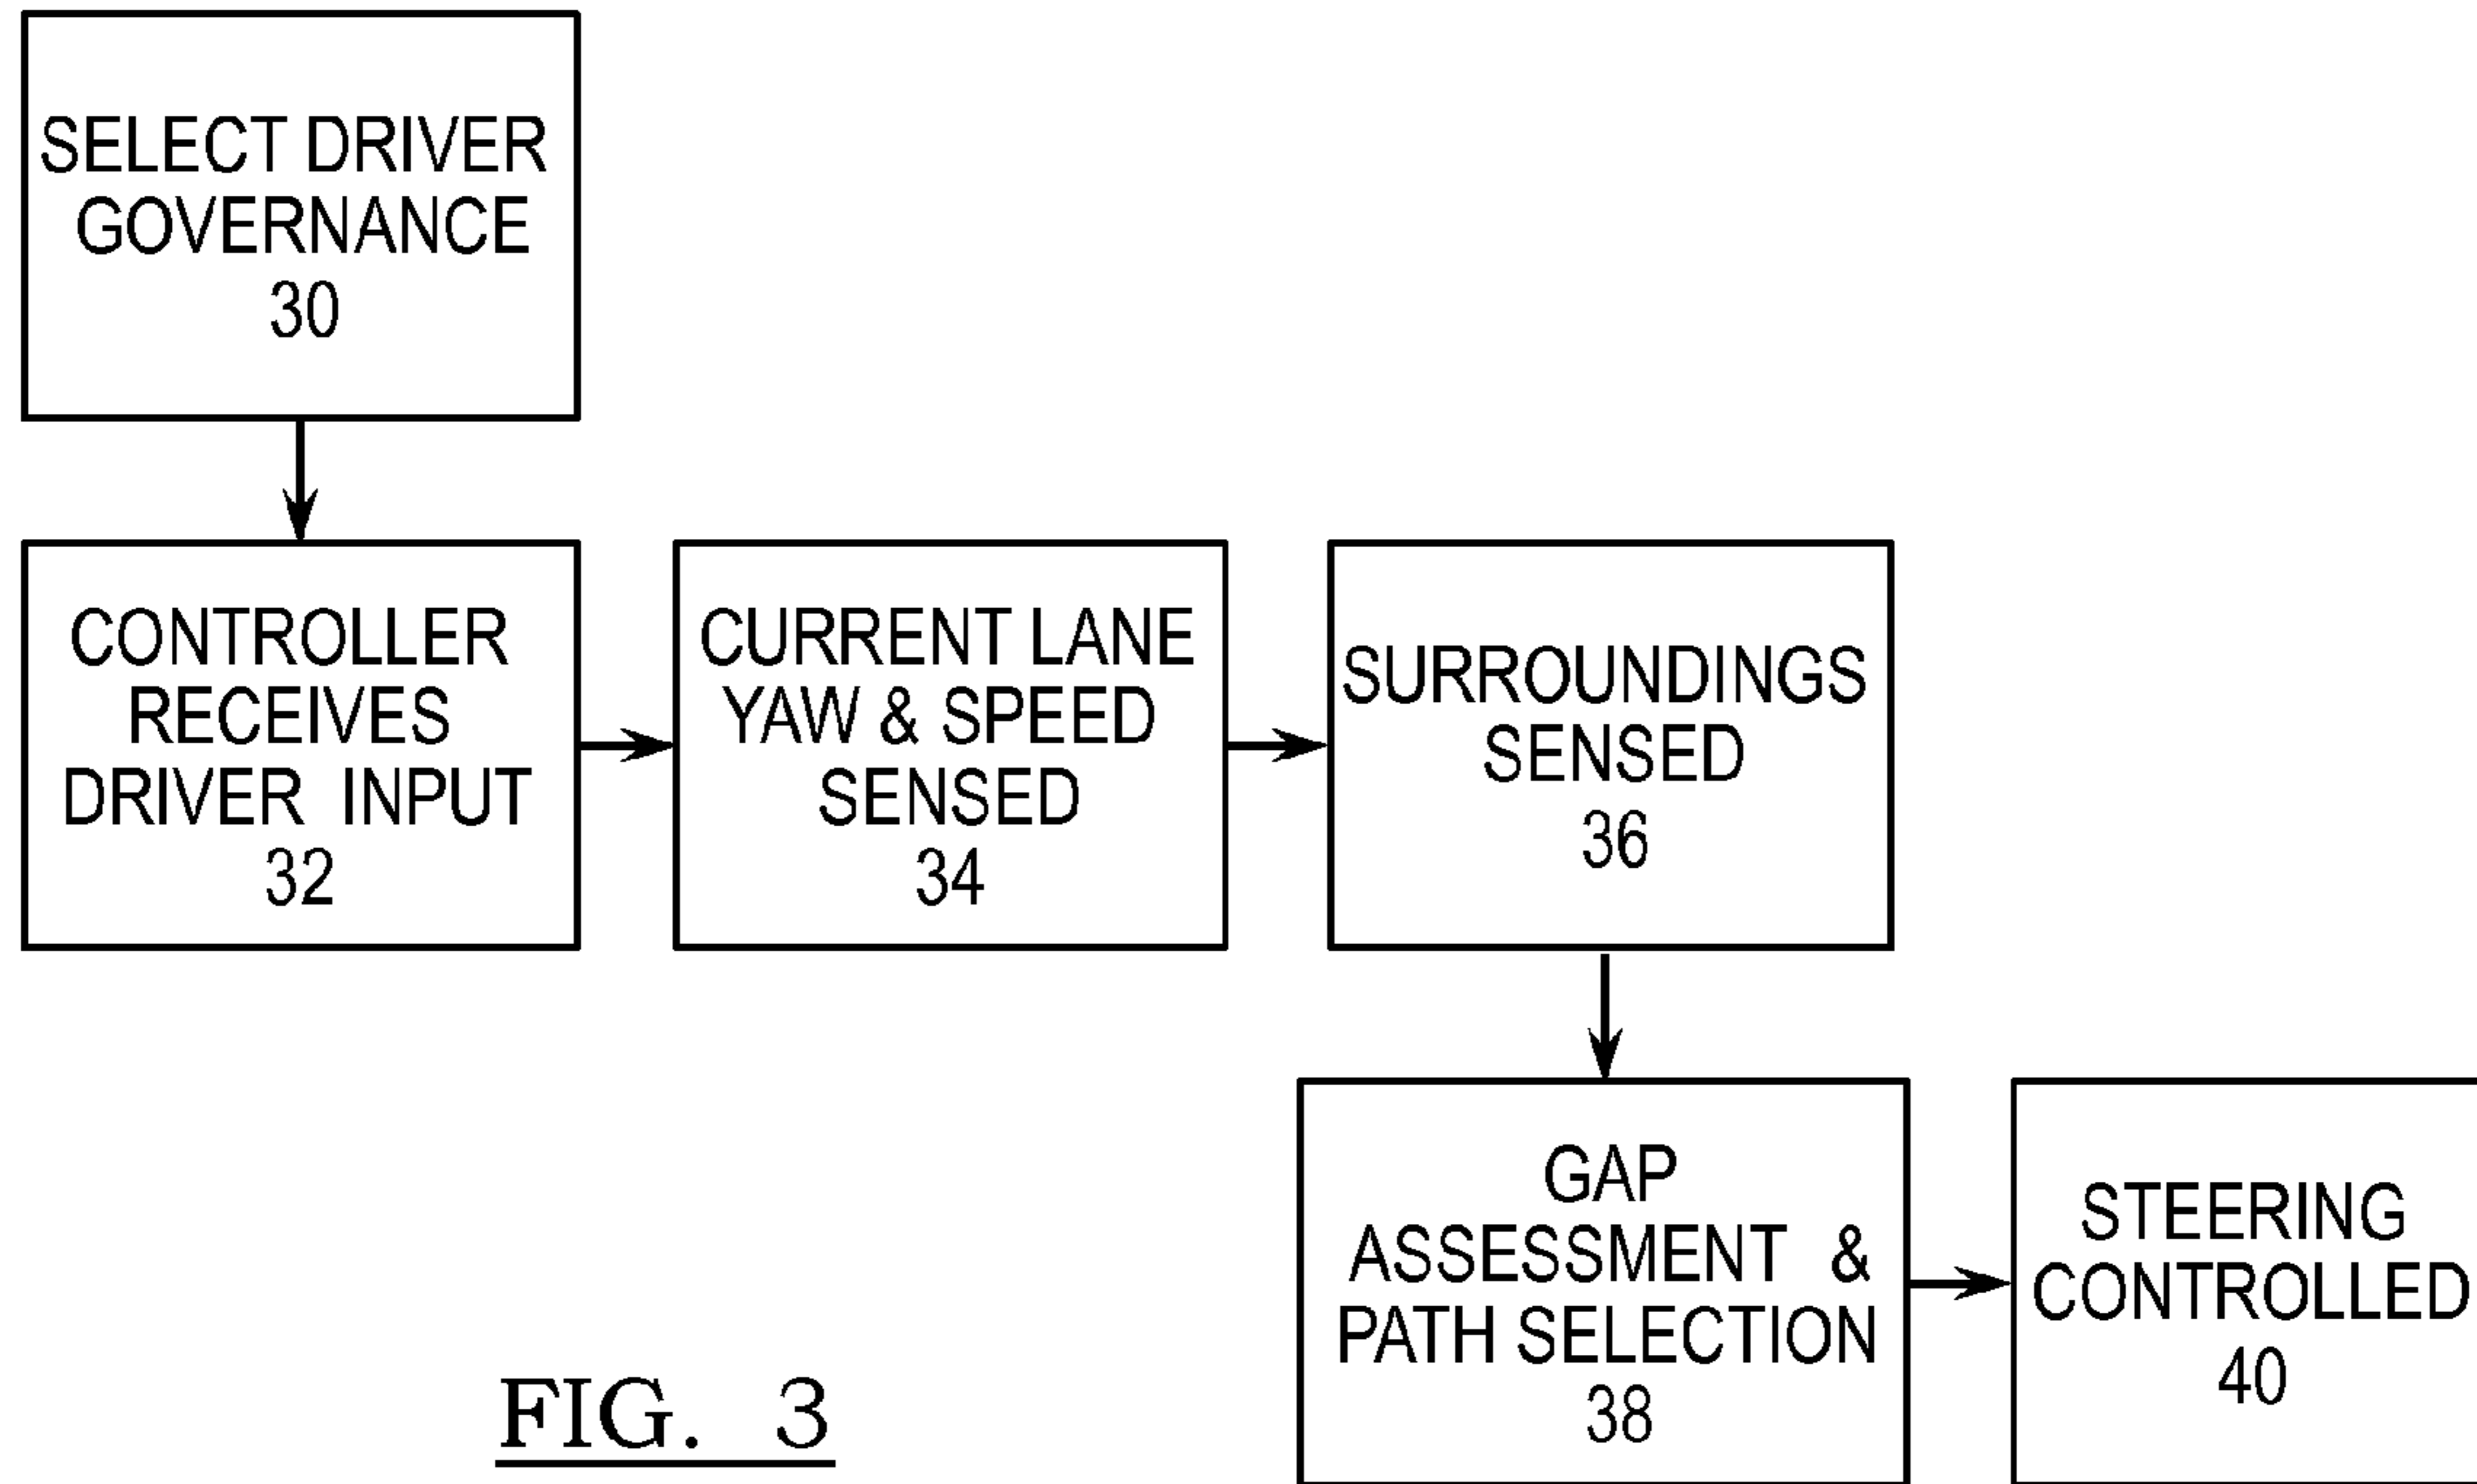 SELECT DRIVER
GOVERNANCE
30
CONTROLLER
RECEIVES
DRIVER INPUT
32
CURRENT LANE
YAW & SPEED
SENSED
34
SURROUNDINGS
SENSED
36
GAP
ASSESSMENT &
PATH SELECTION
38
STEERING
CONTROLLED
40
FIG. 3